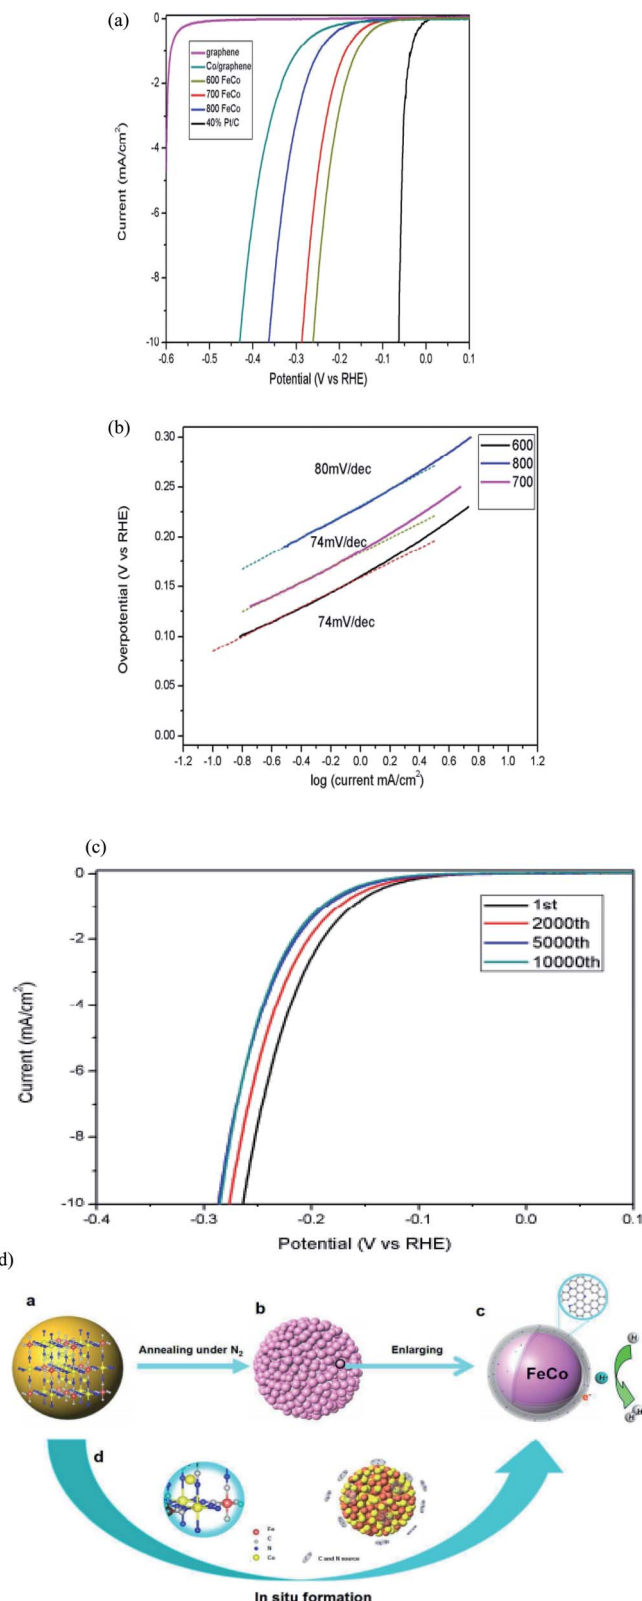 (a)
0
-2
-4
-6
-8
-10
Current (mA/cm²)
graphene
Co/graphene
600 FeCo
700 FeCo
800 FeCo
40% Pt/C
-0.6 -0.5 -0.4 -0.3 -0.2 -0.1 0.0 0.1
Potential (V vs RHE)
(b)
0.30
0.25
0.20
0.15
0.10
0.05
0.00
Overpotential (V vs RHE)
80mV/dec
74mV/dec
74mV/dec
600
800
700
-1.2 -1.0 -0.8 -0.6 -0.4 -0.2 0.0 0.2 0.4 0.6 0.8 1.0 1.2
log (current mA/cm²)
(c)
0
-2
-4
-6
-8
-10
Current (mA/cm²)
1st
2000th
5000th
10000th
-0.4 -0.3 -0.2 -0.1 0.0 0.1
Potential (V vs RHE)
d)
a
b
c
Annealing under N₂
Enlarging
FeCo
H
H
e⁻
H
H
d
Fe
C
N
Co
C and N source
In situ formation